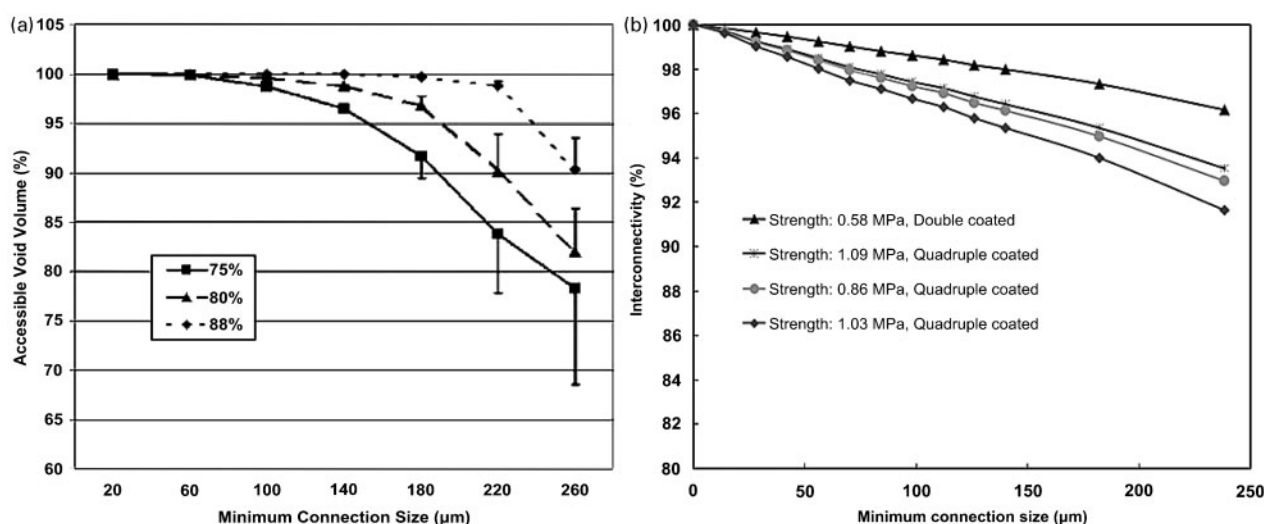 (a)
105
100
95
90
85
80
75
70
65
60
Accessible Void Volume (%)
75%
80%
88%
20 60 100 140 180 220 260
Minimum Connection Size (µm)
(b)
100
98
96
94
92
90
88
86
84
82
80
Interconnectivity (%)
Strength: 0.58 MPa, Double coated
Strength: 1.09 MPa, Quadruple coated
Strength: 0.86 MPa, Quadruple coated
Strength: 1.03 MPa, Quadruple coated
0 50 100 150 200 250
Minimum connection size (µm)